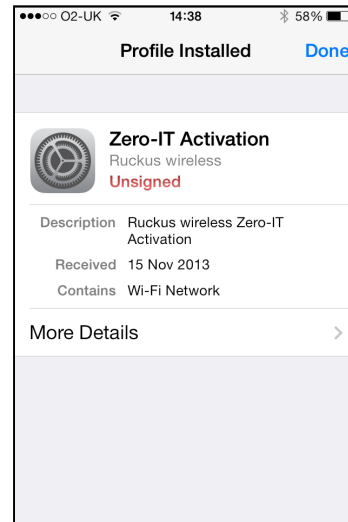 O2-UK 14:38 58%
Profile Installed Done
Zero-IT Activation
Ruckus wireless
Unsigned
Description Ruckus wireless Zero-IT
Activation
Received 15 Nov 2013
Contains Wi-Fi Network
More Details